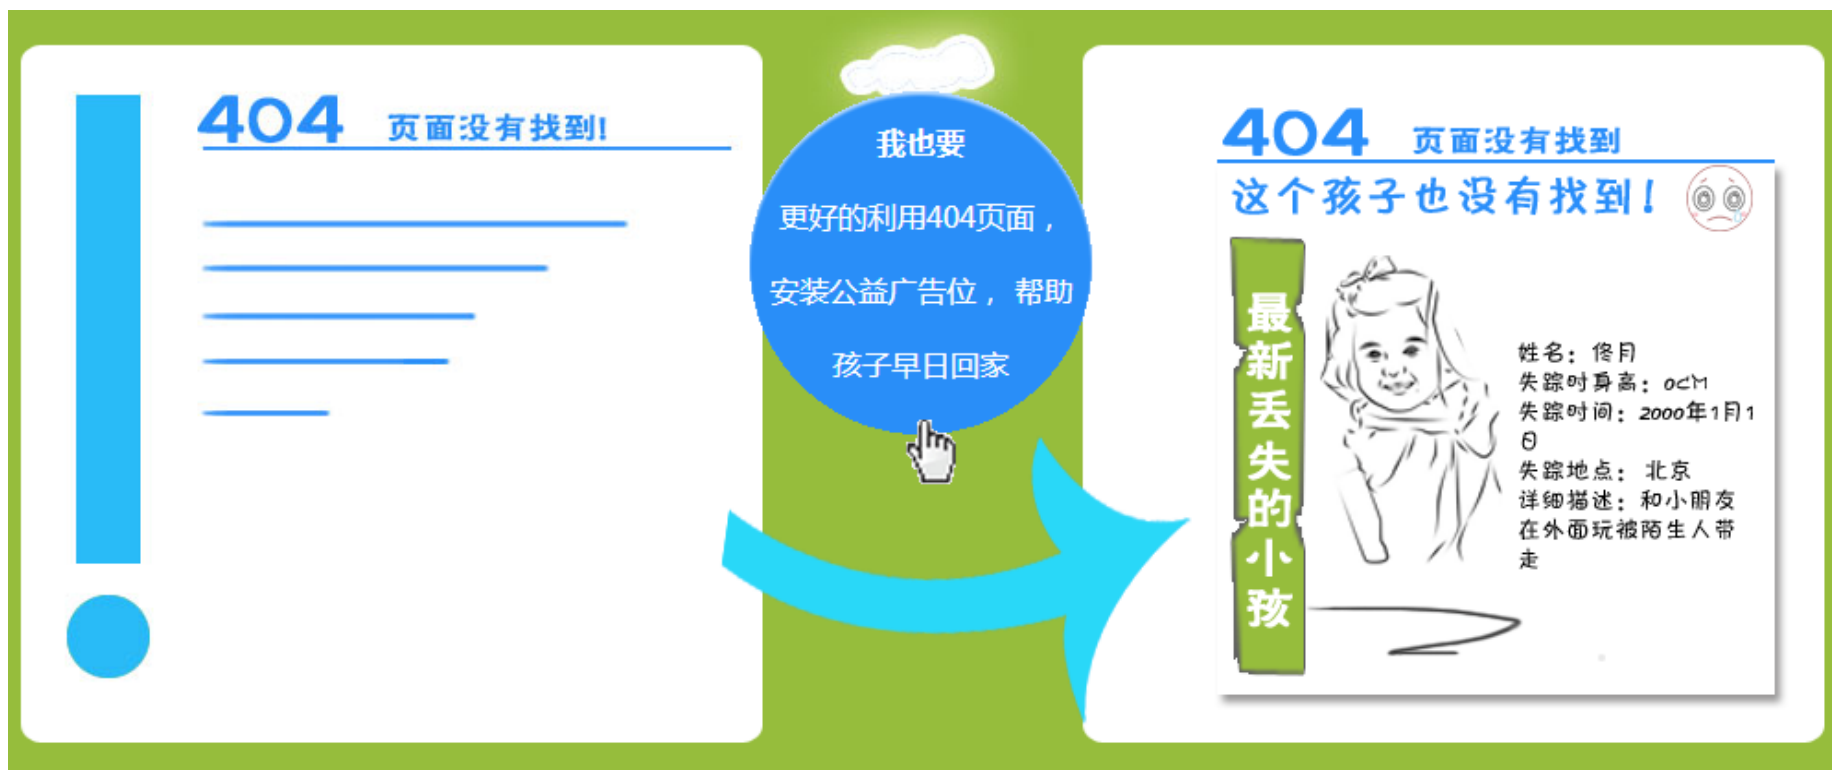 404 页面没有找到!
我也要
更好的利用404页面，
安装公益广告位， 帮助
孩子早日回家
404 页面没有找到
这个孩子也没有找到!
最新丢失的小孩
姓名: 佟月
失踪时身高: 0CM
失踪时间: 2000年1月1
日
失踪地点: 北京
详细描述: 和小朋友
在外面玩被陌生人带
走